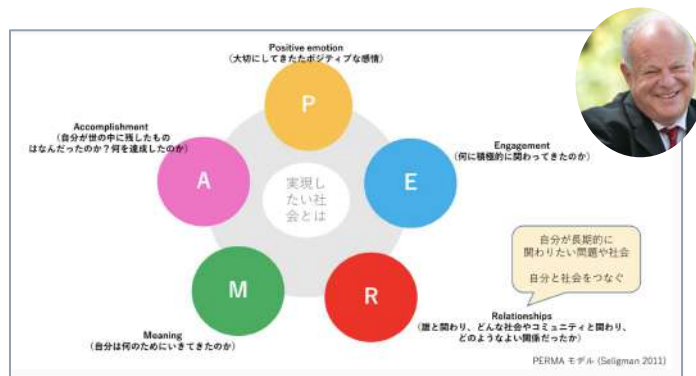 Positive emotion
（大切にしてきたたポジティブな感情）
P
Accomplishment
（自分が世の中に残したもの
はなんだったのか？何を達成したのか）
A
Engagement
（何に積極的に関わってきたのか）
E
実現し
たい社
会とは
自分が長期的に
関わりたい問題や社会
自分と社会をつなぐ
M
R
Meaning
（自分は何のためにいきてきたのか）
Relationships
（誰と関わり、どんな社会やコミュニティと関わり、
どのようなよい関係だったか）
PERMA モデル (Seligman 2011)